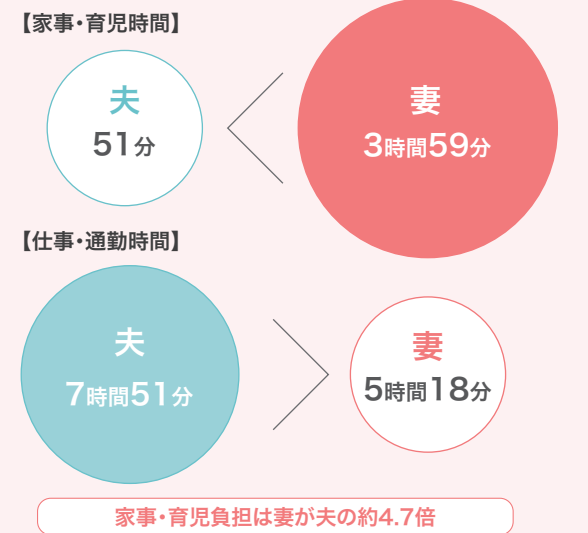 【家事・育児時間】
夫
51分
妻
3時間59分
【仕事・通勤時間】
夫
7時間51分
妻
5時間18分
家事・育児負担は妻が夫の約4.7倍